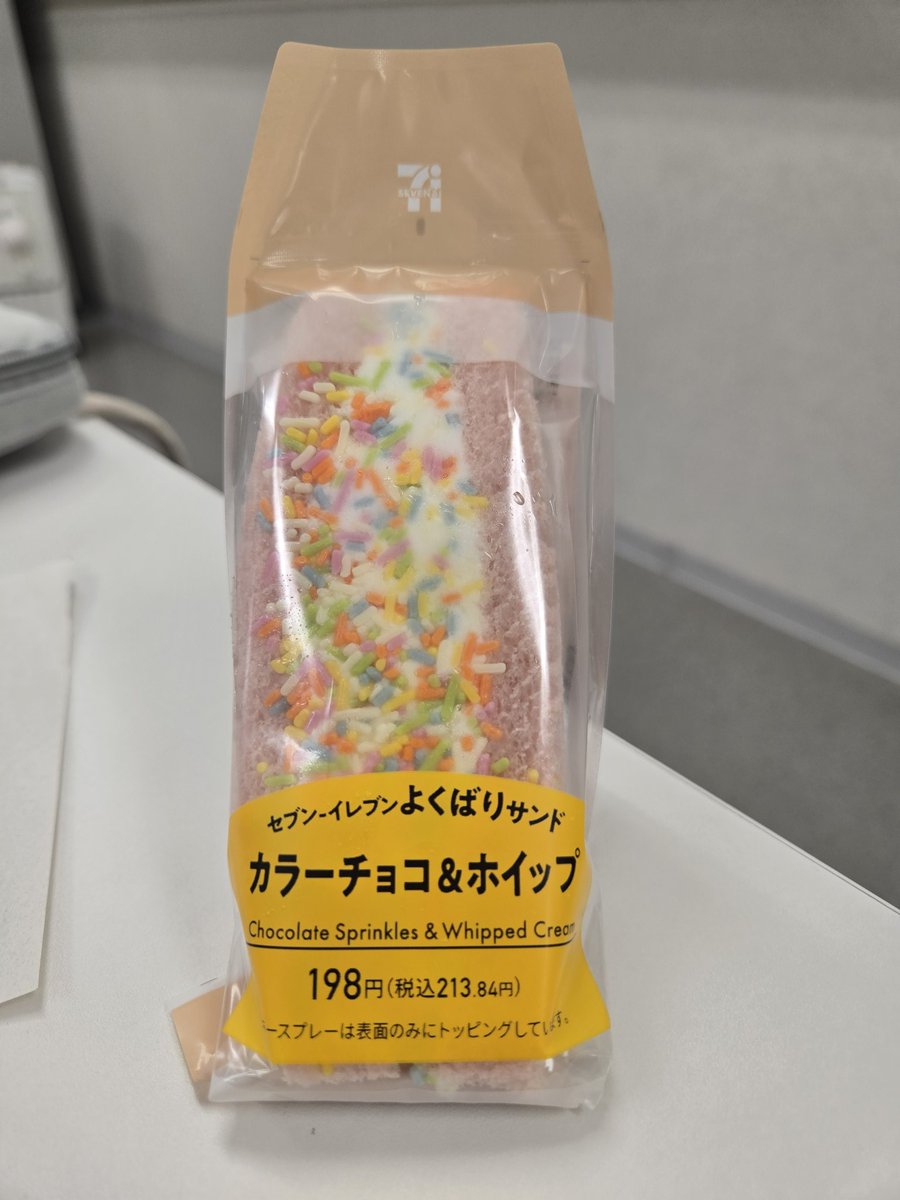 SEVEN&i
セブン-イレブンよくばりサンド
カラーチョコ&ホイップ
Chocolate Sprinkles & Whipped Cream
198円(税込213.84円)
ースプレーは表面のみにトッピングしています。